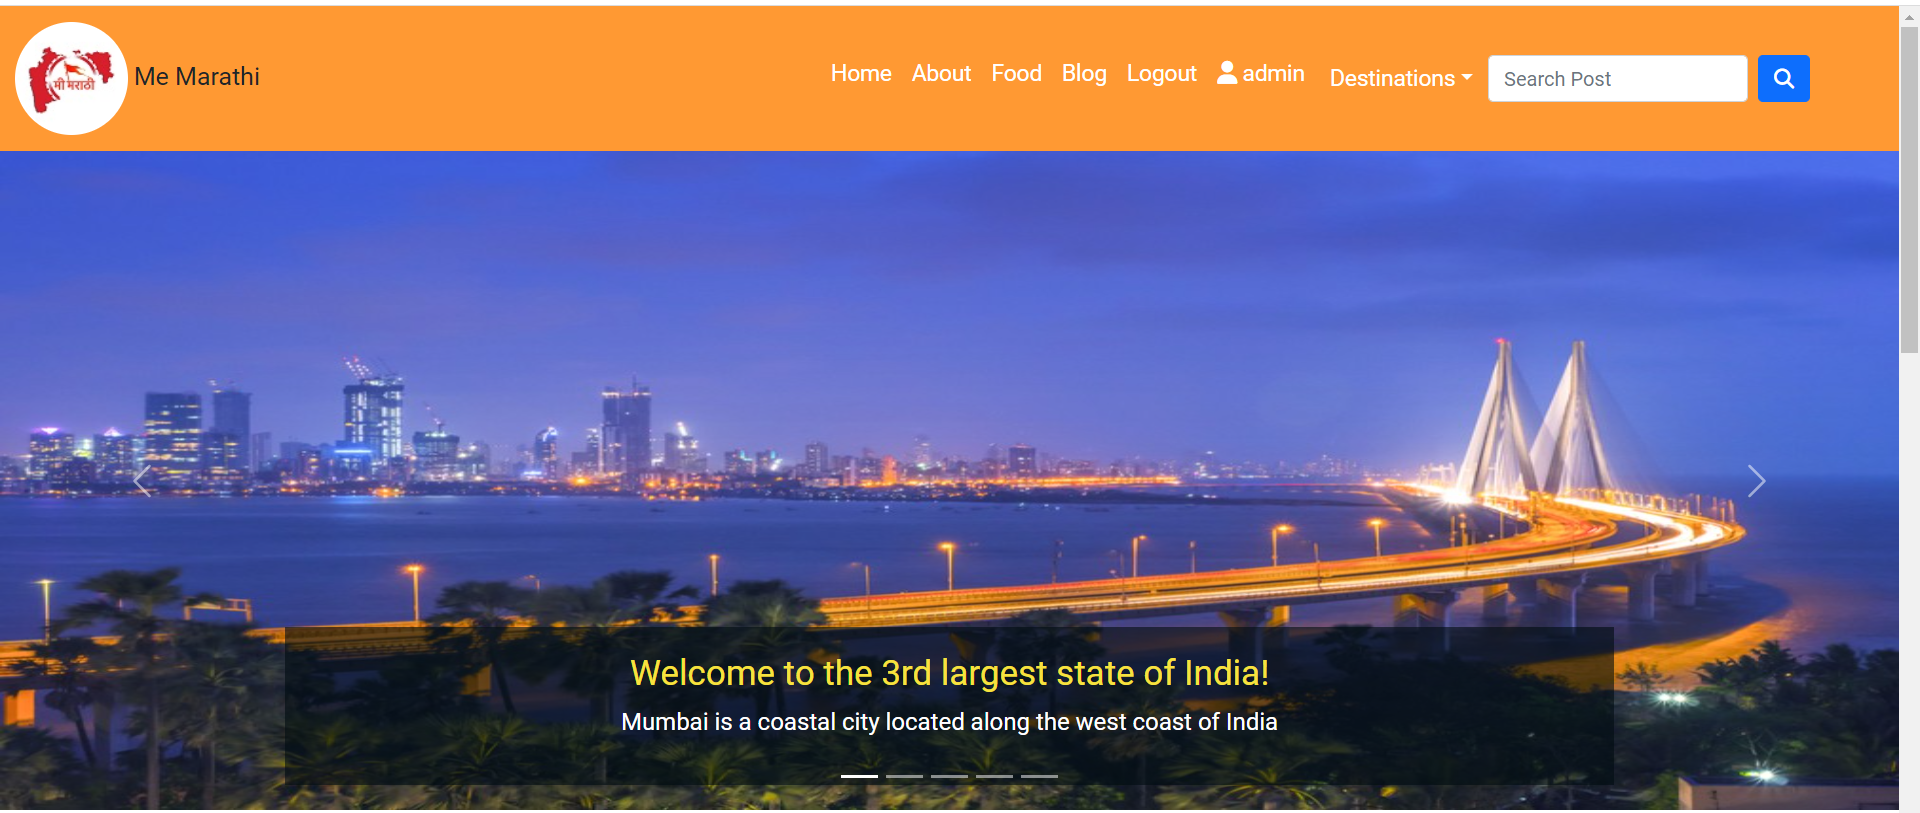 मी मराठी
Me Marathi
Home About Food Blog Logout admin Destinations Search Post
Welcome to the 3rd largest state of India!
Mumbai is a coastal city located along the west coast of India